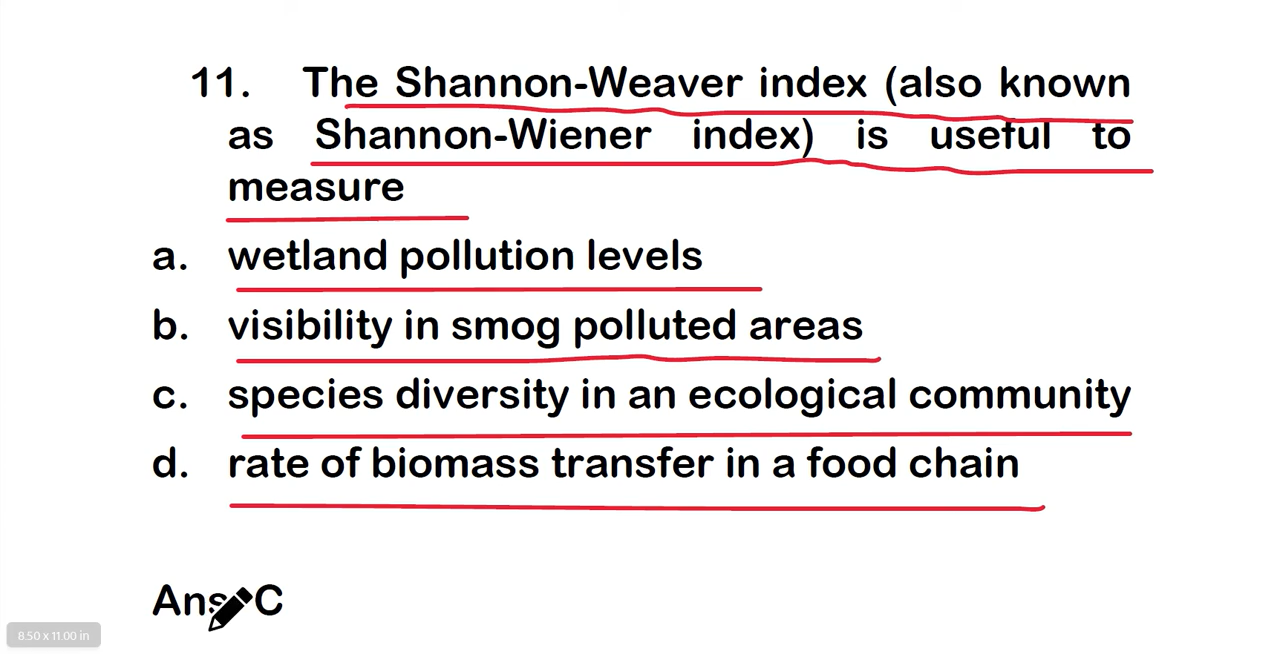 11. The Shannon-Weaver index (also known
as Shannon-Wiener index) is useful to
measure
a. wetland pollution levels
b. visibility in smog polluted areas
c. species diversity in an ecological community
d. rate of biomass transfer in a food chain
Ans C
8.50 x 11.00 in